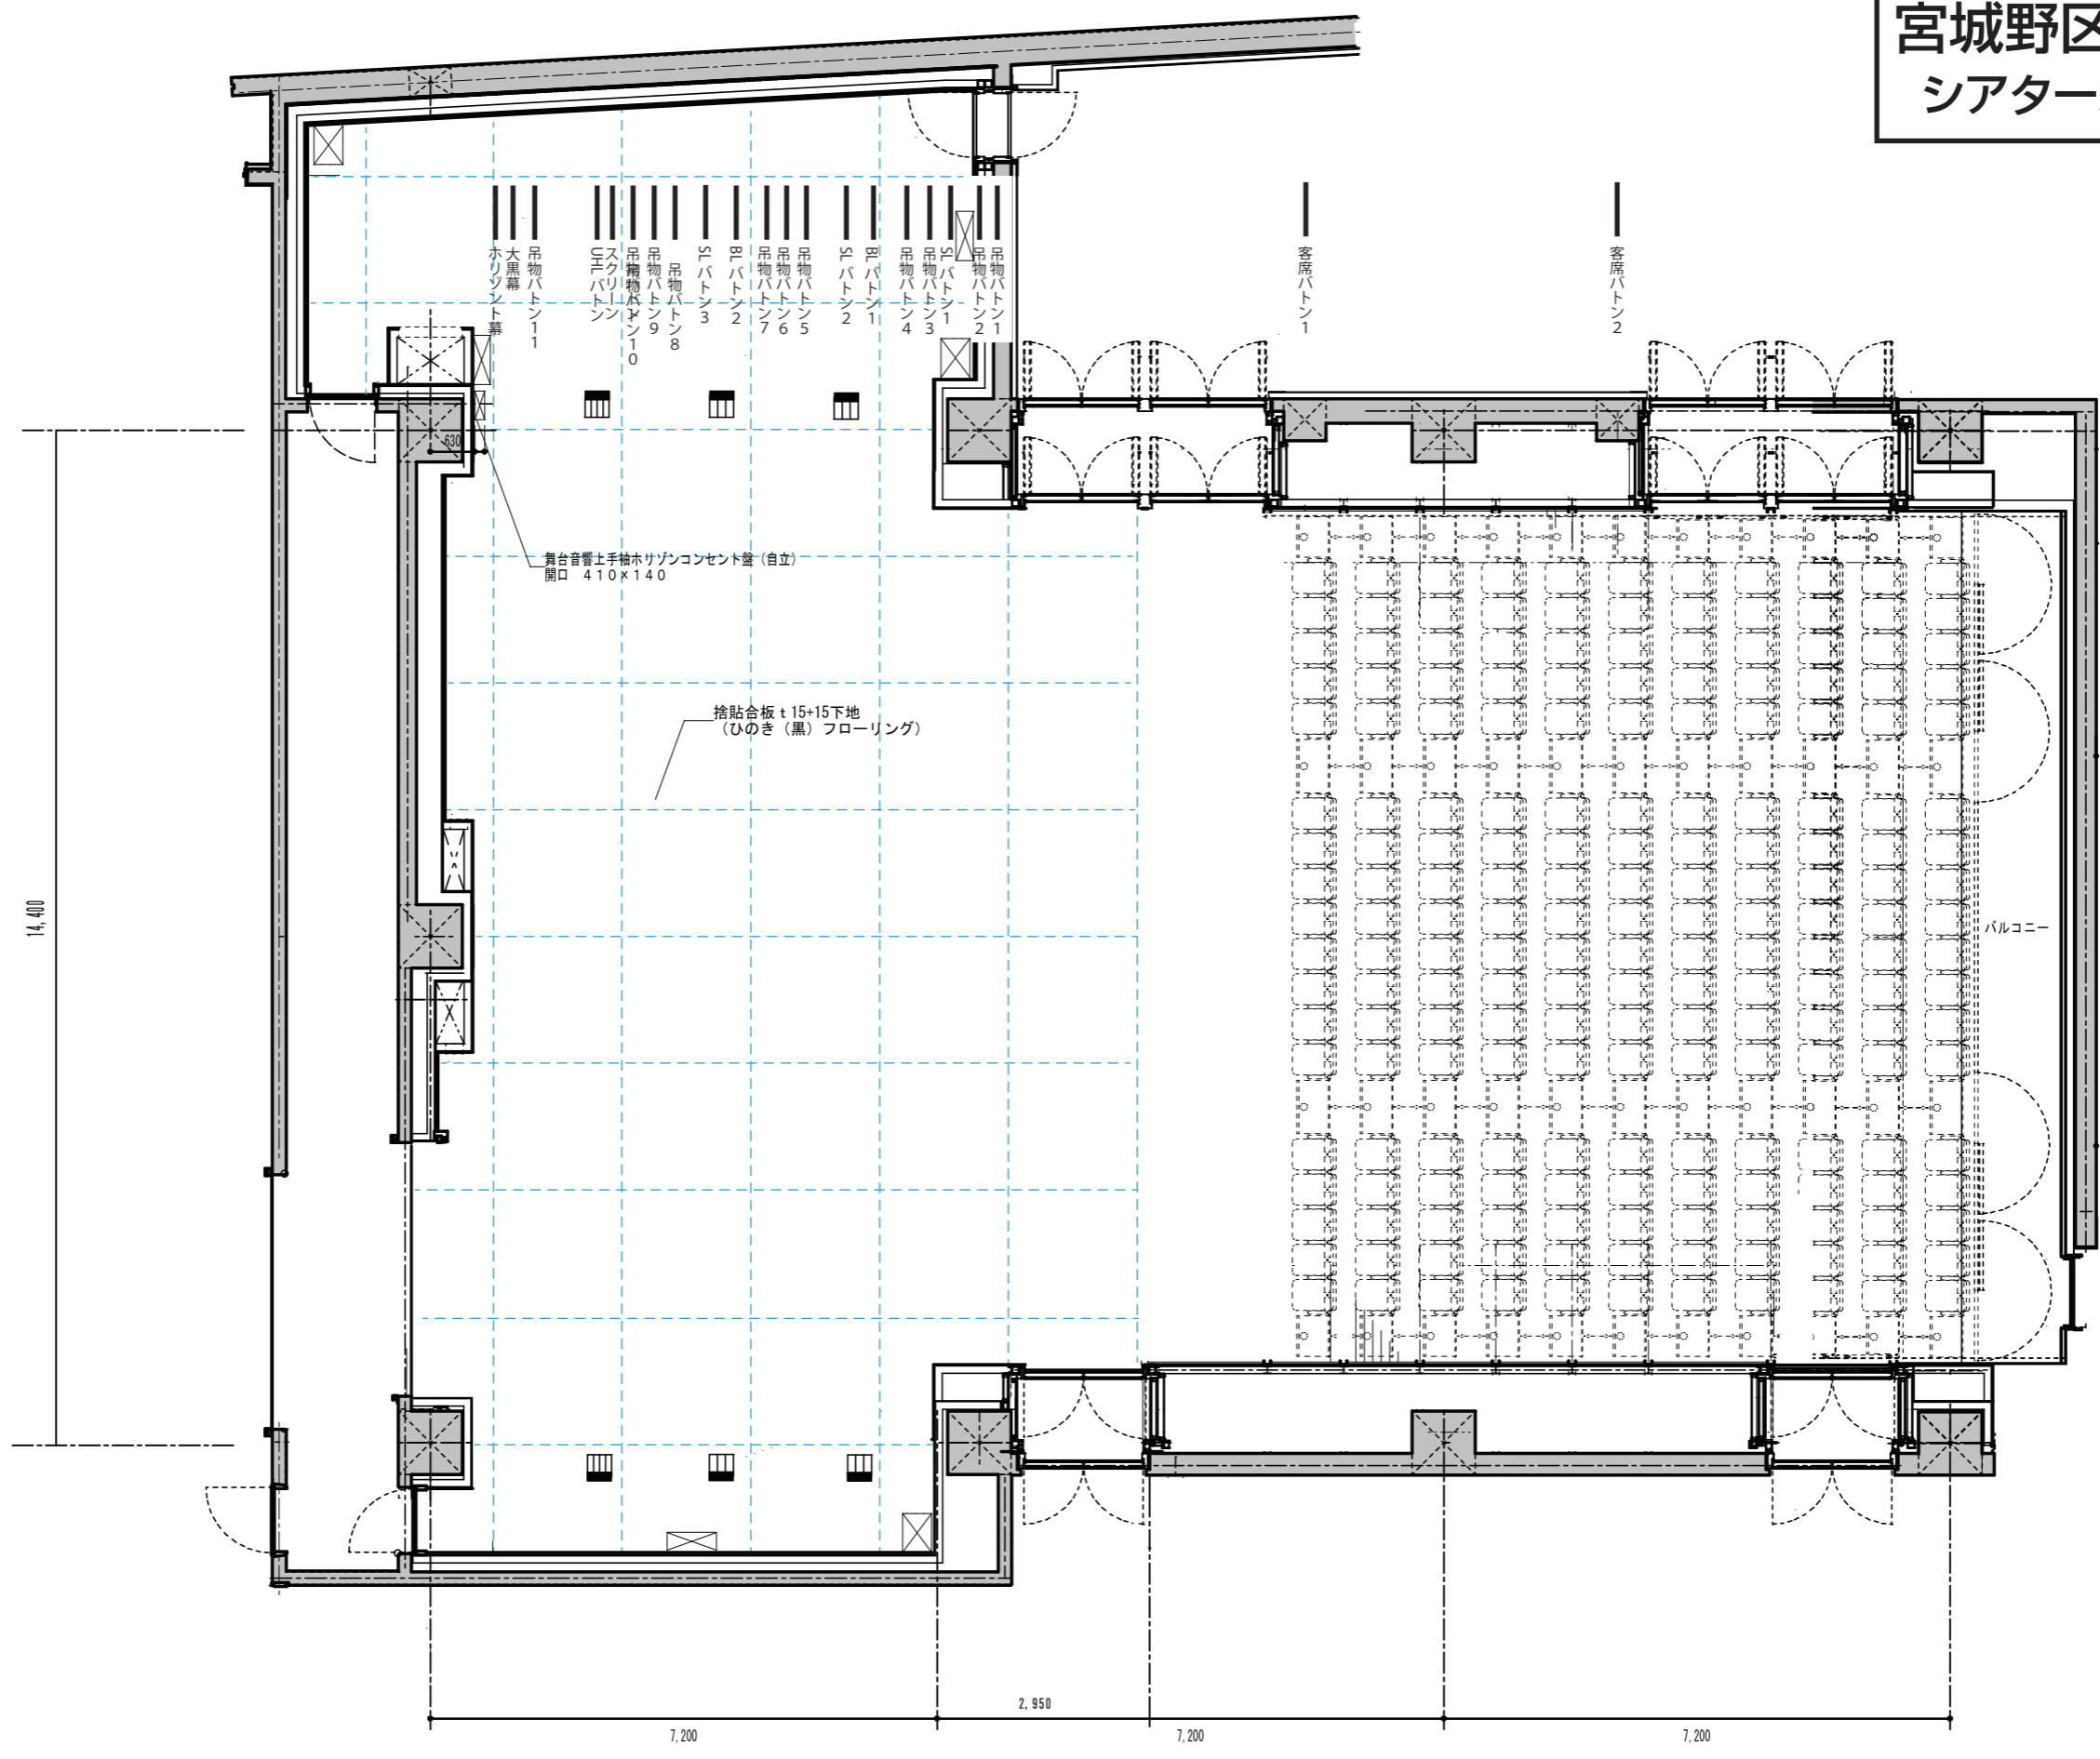 宮城野区
シアター
ホリゾント幕
大黒幕
吊物バトン11
UHLバトン
スクリーン
吊物バトン10
吊物バトン9
吊物バトン8
SLバトン3
BLバトン2
吊物バトン7
吊物バトン6
吊物バトン5
SLバトン2
BLバトン1
吊物バトン4
吊物バトン3
SLバトン1
吊物バトン2
吊物バトン1
客席バトン1
客席バトン2
630
舞台音響上手袖ホリゾンコンセント盤（自立）
開口 410×140
捨貼合板 t 15+15下地
（ひのき（黒）フローリング）
14,400
バルコニー
2,950
7,200
7,200
7,200